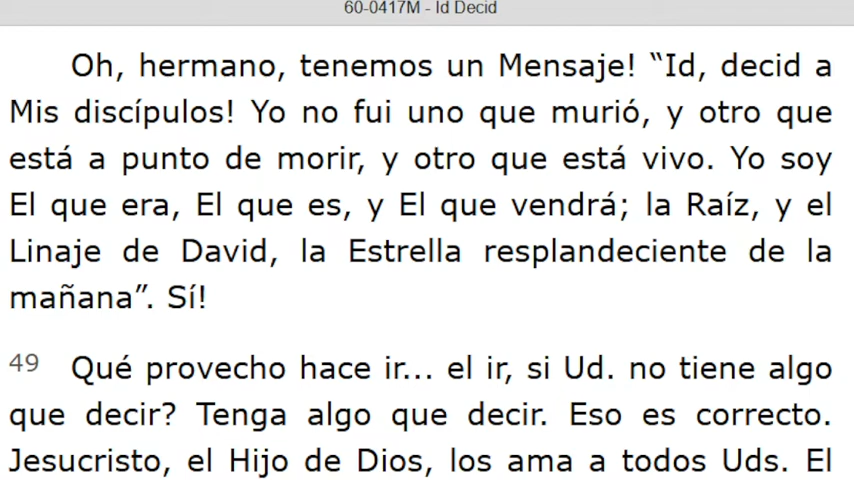 60-0417M - Id Decid
Oh, hermano, tenemos un Mensaje! “Id, decid a
Mis discípulos! Yo no fui uno que murió, y otro que
está a punto de morir, y otro que está vivo. Yo soy
El que era, El que es, y El que vendrá; la Raíz, y el
Linaje de David, la Estrella resplandeciente de la
mañana”. Sí!
49 Qué provecho hace ir... el ir, si Ud. no tiene algo
que decir? Tenga algo que decir. Eso es correcto.
Jesucristo, el Hijo de Dios, los ama a todos Uds. El